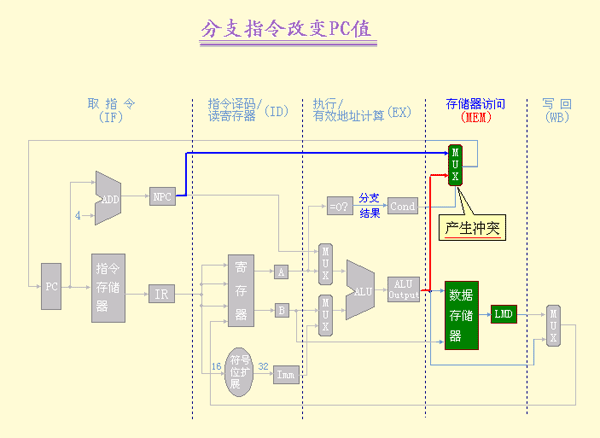 分支指令改变PC值
取 指 令
(IF)
指令译码/
读寄存器
(ID)
执行/
有效地址计算
(EX)
存储器访问
(MEM)
写 回
(WB)
M
U
X
ADD
NPC
4
=0?
分支
结果
Cond
产生冲突
PC
指令
存储
器
IR
寄
存
器
A
B
M
U
X
M
U
X
ALU
ALU
Output
数据
存储
器
LMD
M
U
X
16
符号
位扩
展
32
Imm